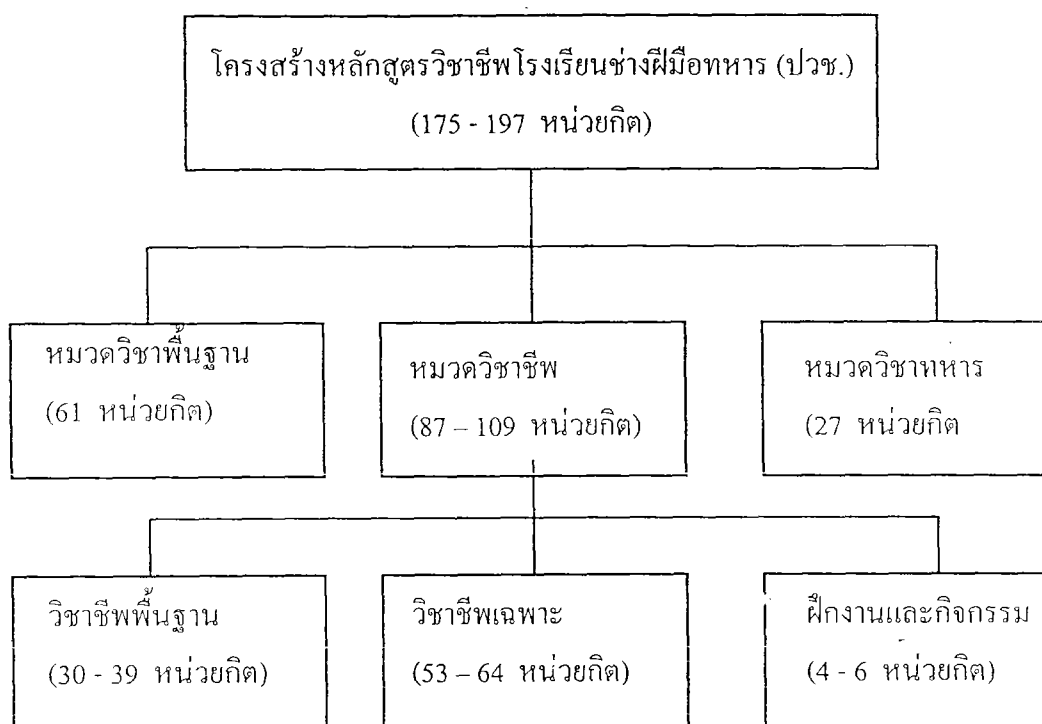 โครงสร้างหลักสูตรวิชาชีพโรงเรียนช่างฝีมือทหาร (ปวช.)
(175 - 197 หน่วยกิต)
หมวดวิชาพื้นฐาน
(61 หน่วยกิต)
หมวดวิชาชีพ
(87 – 109 หน่วยกิต)
หมวดวิชาทหาร
(27 หน่วยกิต
วิชาชีพพื้นฐาน
(30 - 39 หน่วยกิต)
วิชาชีพเฉพาะ
(53 – 64 หน่วยกิต)
ฝึกงานและกิจกรรม
(4 - 6 หน่วยกิต)